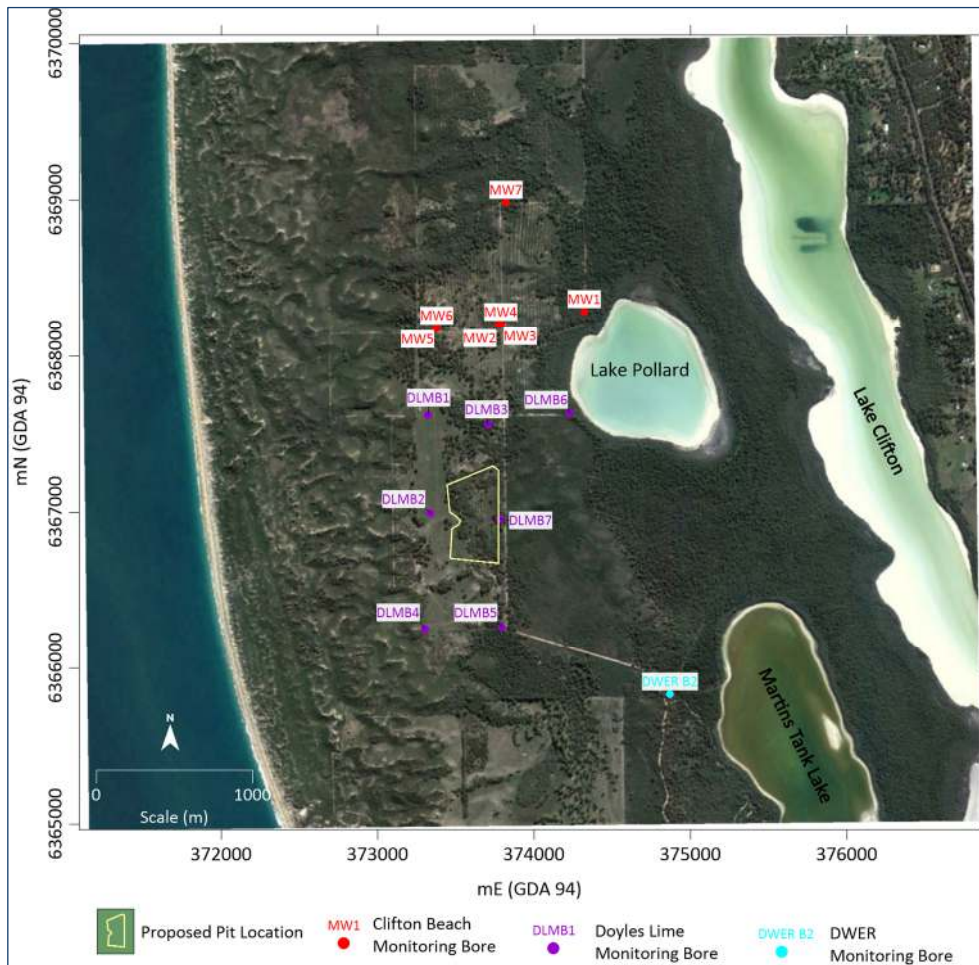 6370000
6369000
6368000
6367000
6366000
6365000
mN (GDA 94)
MW7
MW1
MW6
MW4
MW5
MW2
MW3
Lake Pollard
Lake Clifton
DLMB1
DLMB3
DLMB6
DLMB2
DLMB7
DLMB4
DLMB5
DWER B2
Martins Tank Lake
N
0 1000
Scale (m)
372000 373000 374000 375000 376000
mE (GDA 94)
Proposed Pit Location
MW1 Clifton Beach
Monitoring Bore
DLMB1 Doyles Lime
Monitoring Bore
DWER B2 DWER
Monitoring Bore